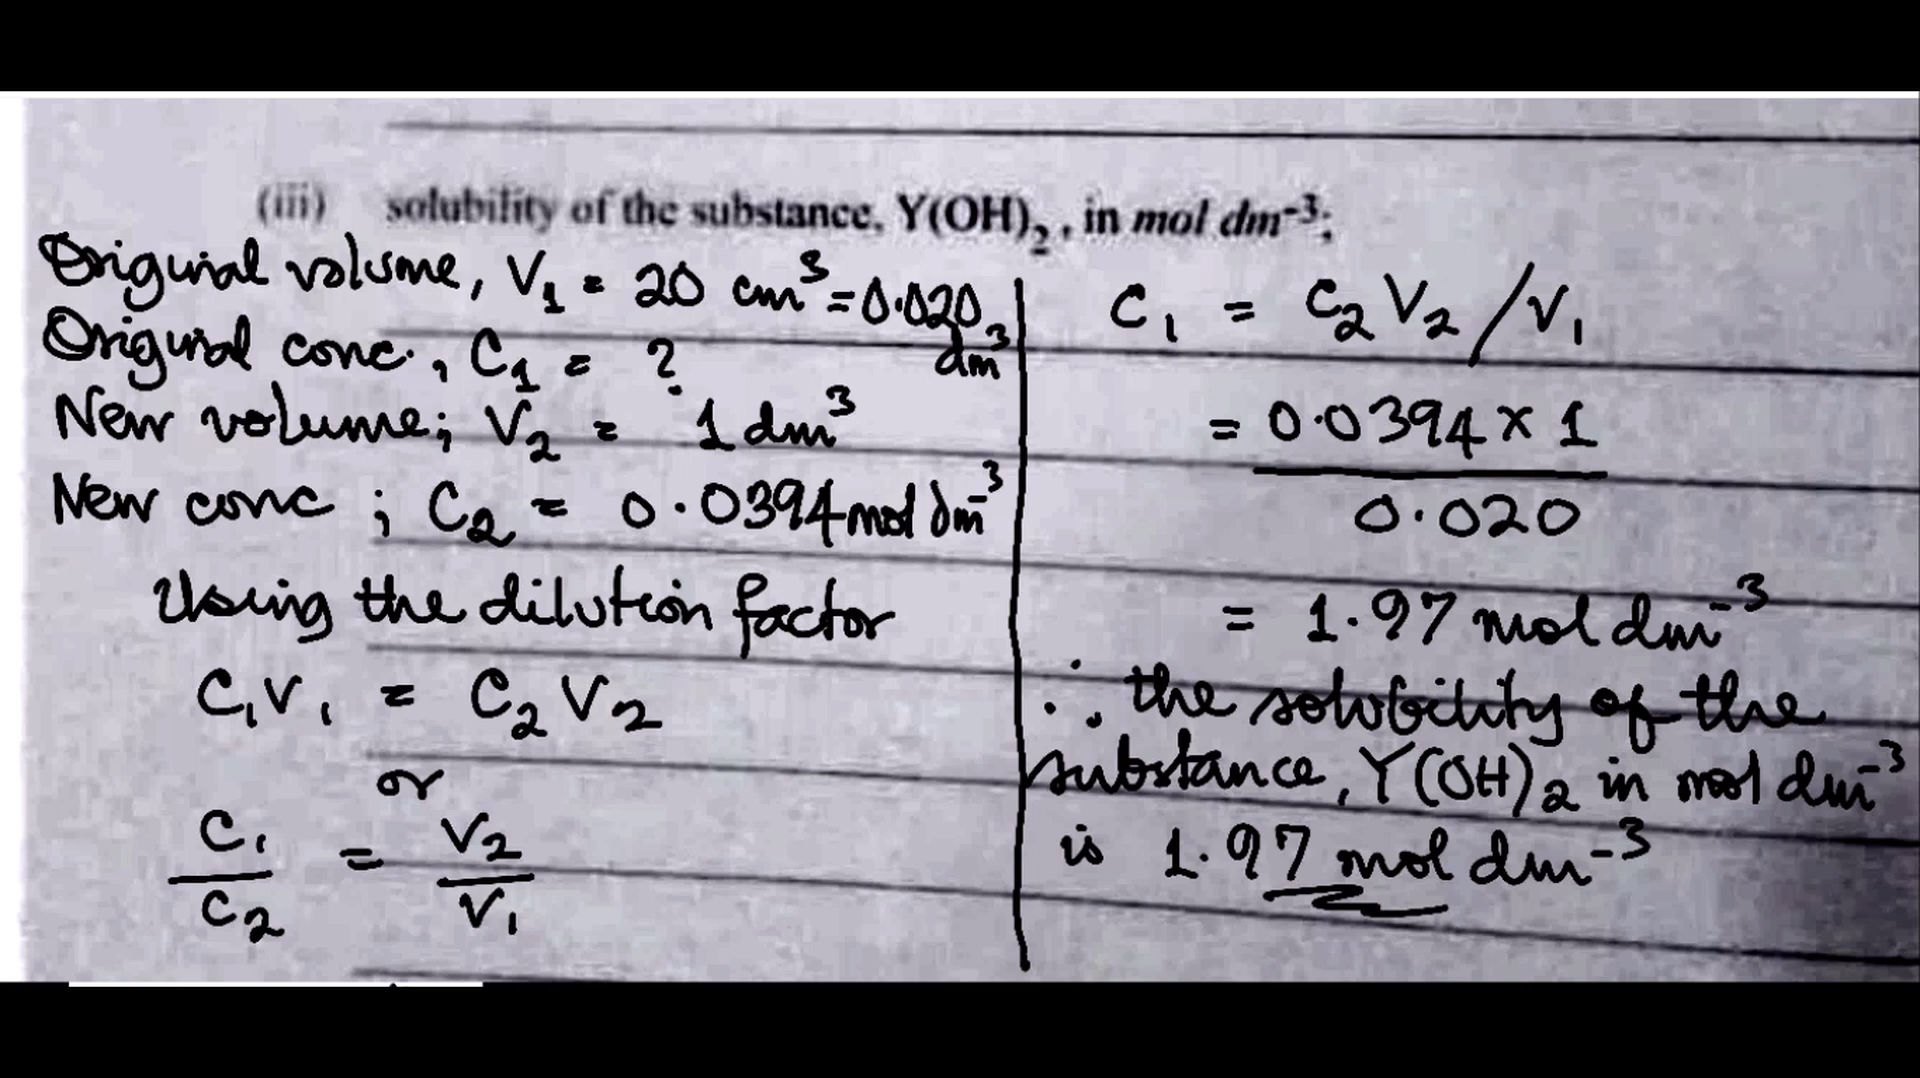 (iii) solubility of the substance, Y(OH)₂, in mol dm⁻³;
Original volume, V₁ = 20 cm³ = 0.020 dm³
Original conc., C₁ = ?
New volume; V₂ = 1 dm³
New conc; C₂ = 0.0394 mol dm⁻³
Using the dilution factor
C₁V₁ = C₂V₂
or
C₁/C₂ = V₂/V₁
C₁ = C₂V₂/V₁
= 0.0394 × 1
0.020
= 1.97 mol dm⁻³
∴ the solubility of the
substance, Y(OH)₂ in mol dm⁻³
is 1.97 mol dm⁻³